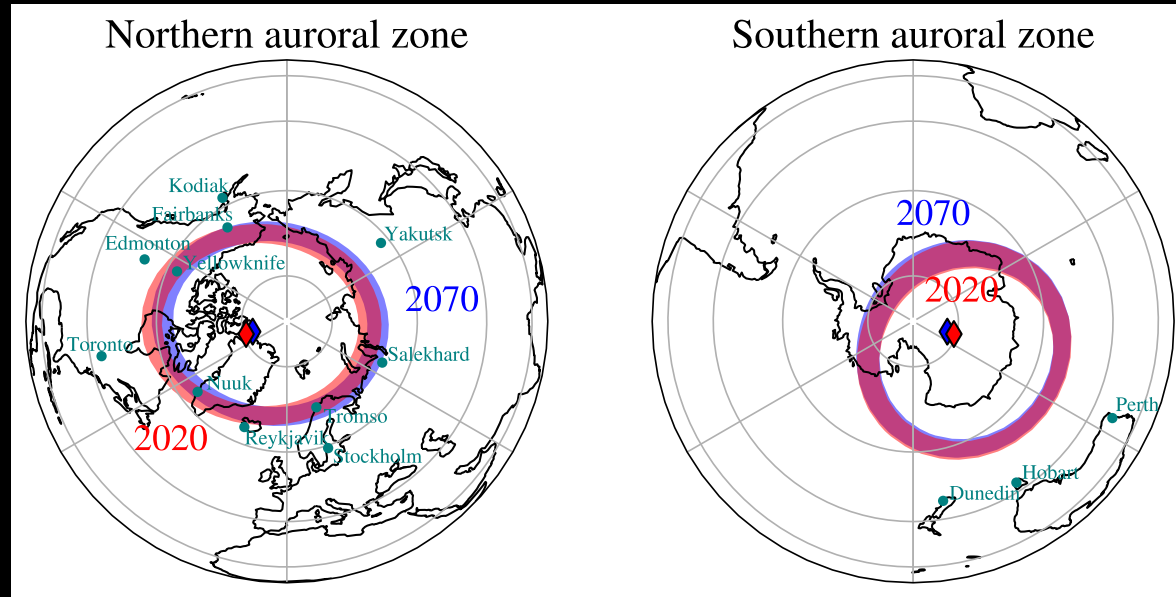 Northern auroral zone
Southern auroral zone
Kodiak
Fairbanks
Edmonton
Yellowknife
Yakutsk
2070
Toronto
Nuuk
Salekhard
2020
Reykjavik
Tromso
Stockholm
2070
2020
Perth
Hobart
Dunedin